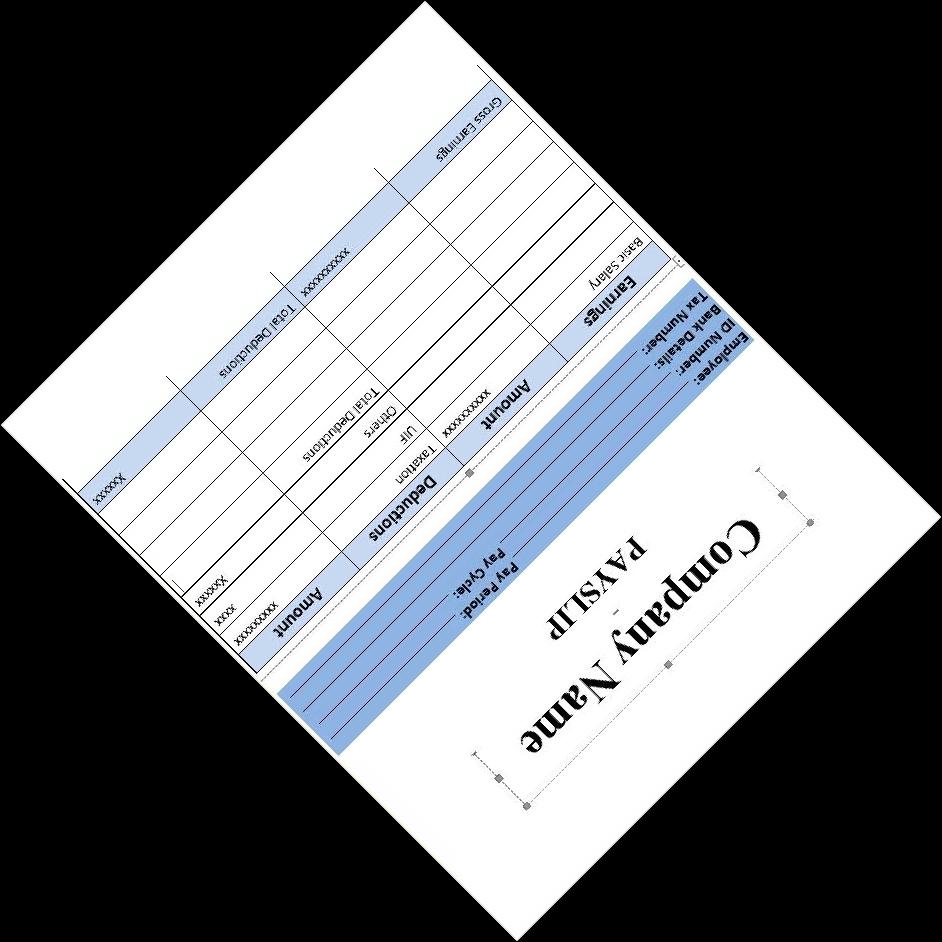 Company Name
-
PAYSLIP
Employee: Pay Period:
ID Number: Pay Cycle:
Bank Details:
Tax Number:
Earnings Amount Deductions Amount
Basic Salary xxxxxxxxxx Taxation xxxxxxxxx
UIF xxxx
Others Xxxxxx
Total Deductions
Gross Earnings xxxxxxxxxx Total Deductions Xxxxxx